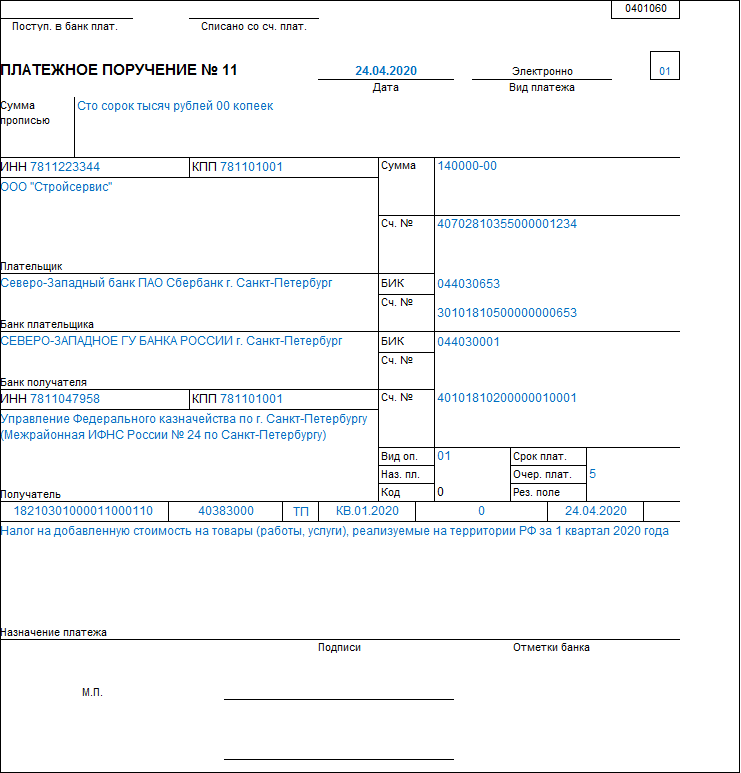 0401060
Поступ. в банк плат. Списано со сч. плат.
ПЛАТЕЖНОЕ ПОРУЧЕНИЕ № 11 24.04.2020 Электронно 01
Дата Вид платежа
Сумма прописью Сто сорок тысяч рублей 00 копеек
ИНН 7811223344 КПП 781101001 Сумма 140000-00
ООО "Стройсервис"
Сч. № 40702810355000001234
Плательщик
Северо-Западный банк ПАО Сбербанк г. Санкт-Петербург БИК 044030653
Сч. № 30101810500000000653
Банк плательщика
СЕВЕРО-ЗАПАДНОЕ ГУ БАНКА РОССИИ г. Санкт-Петербург БИК 044030001
Сч. №
Банк получателя
ИНН 7811047958 КПП 781101001 Сч. № 40101810200000010001
Управление Федерального казначейства по г. Санкт-Петербургу
(Межрайонная ИФНС России № 24 по Санкт-Петербургу)
Вид оп. 01 Срок плат.
Наз. пл. Очер. плат. 5
Получатель Код 0 Рез. поле
18210301000011000110 40383000 ТП КВ.01.2020 0 24.04.2020
Налог на добавленную стоимость на товары (работы, услуги), реализуемые на территории РФ за 1 квартал 2020 года
Назначение платежа
Подписи Отметки банка
М.П.